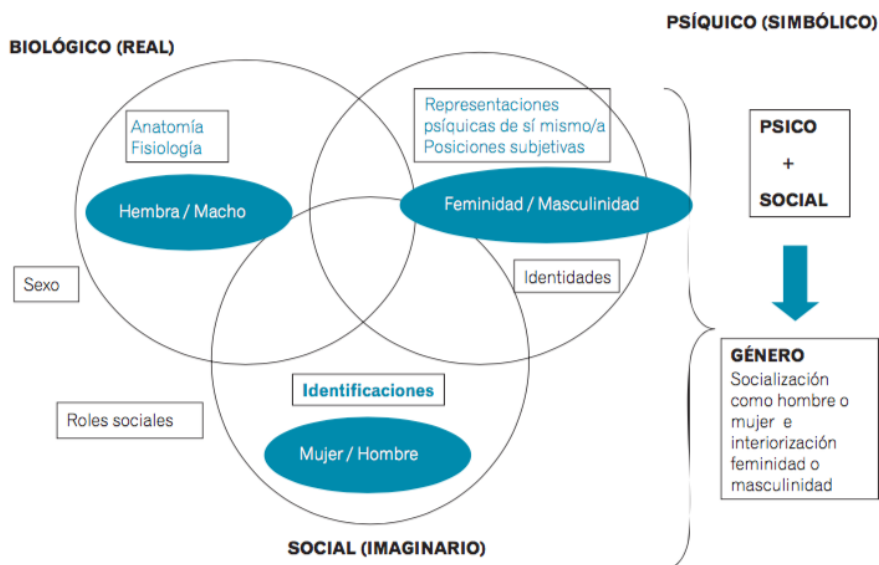 PSÍQUICO (SIMBÓLICO)
BIOLÓGICO (REAL)
Anatomía
Fisiología
Hembra / Macho
Sexo
Representaciones
psíquicas de sí mismo/a
Posiciones subjetivas
Feminidad / Masculinidad
Identidades
Identificaciones
Mujer / Hombre
Roles sociales
SOCIAL (IMAGINARIO)
PSICO
+
SOCIAL
GÉNERO
Socialización
como hombre o
mujer e
interiorización
feminidad o
masculinidad